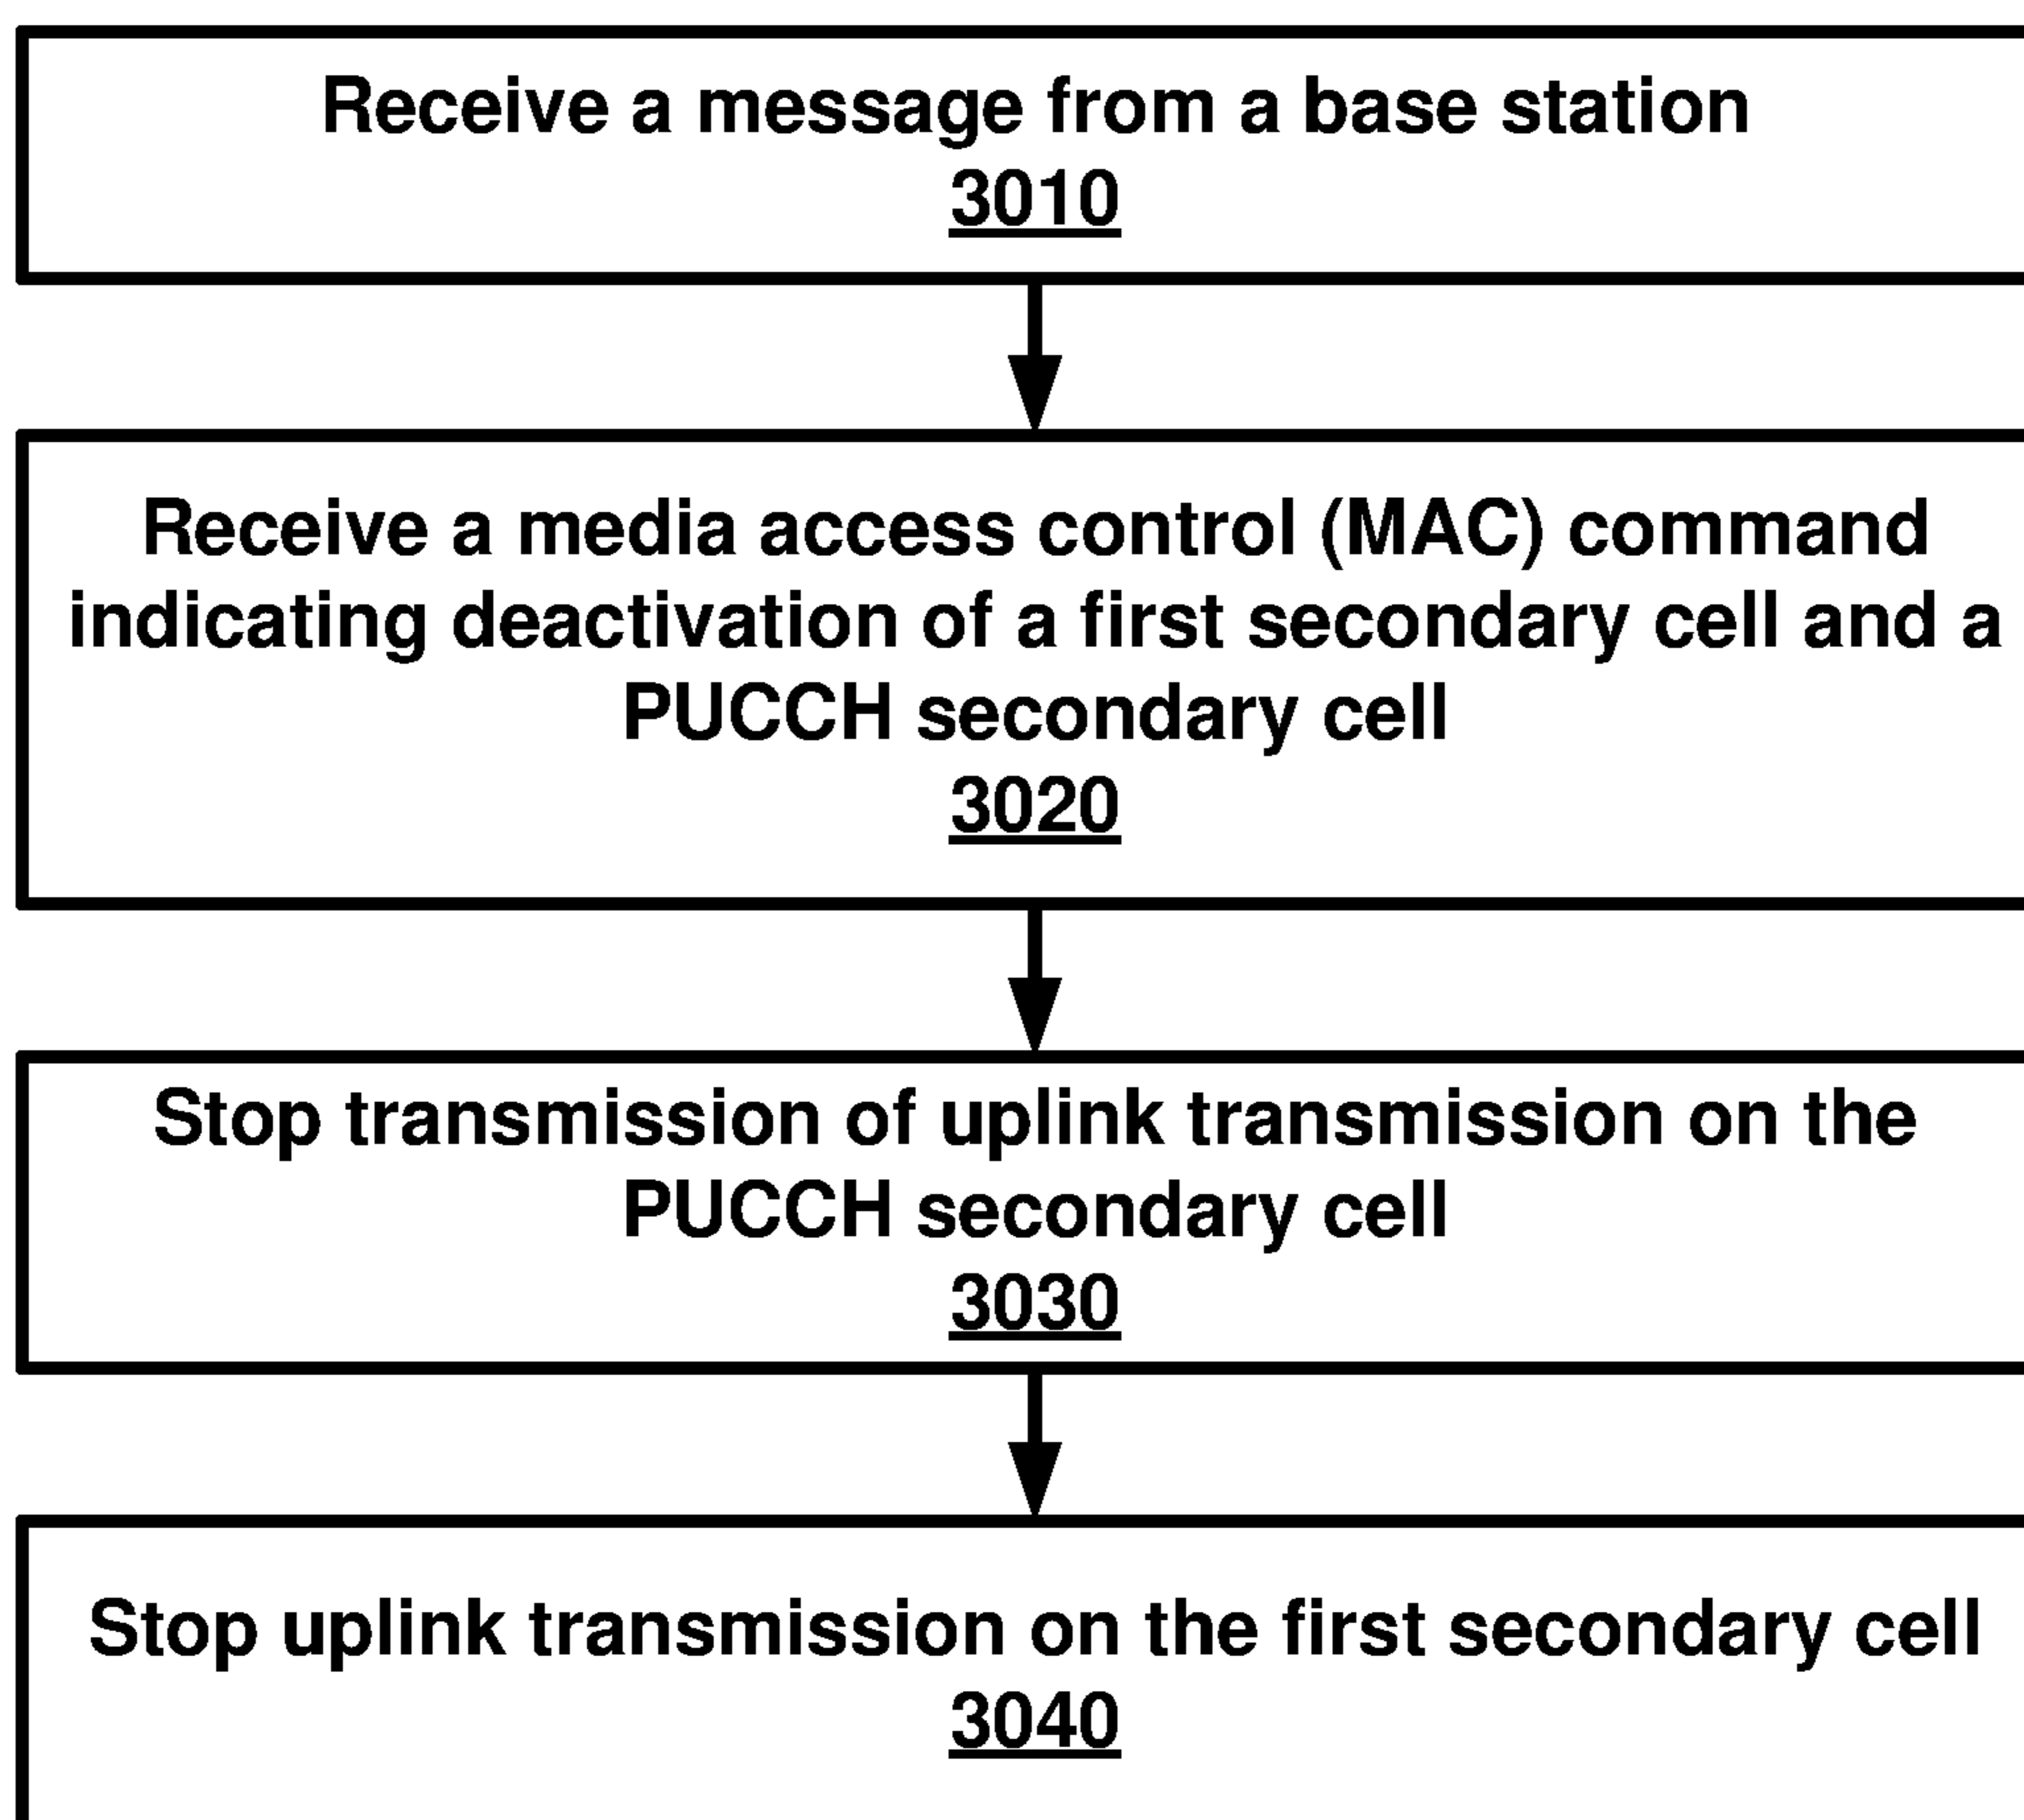 Receive a message from a base station
3010
Receive a media access control (MAC) command
indicating deactivation of a first secondary cell and a
PUCCH secondary cell
3020
Stop transmission of uplink transmission on the
PUCCH secondary cell
3030
Stop uplink transmission on the first secondary cell
3040